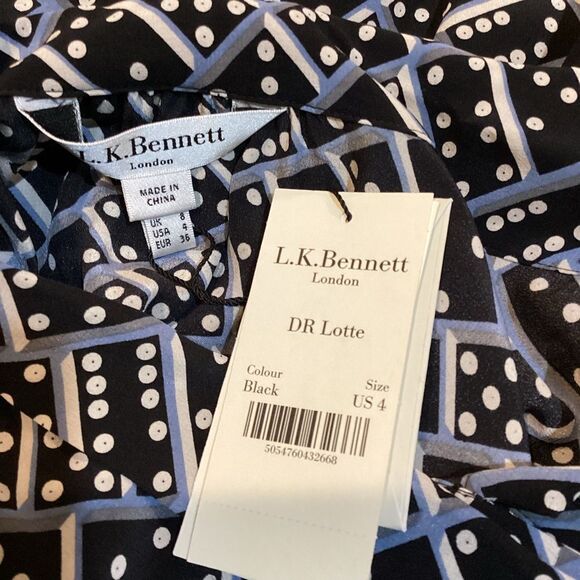 L.K.Bennett
London
MADE IN
CHINA
UK 8
USA 4
EUR 36
L.K.Bennett
London
DR Lotte
Colour
Black
Size
US 4
5054760432668